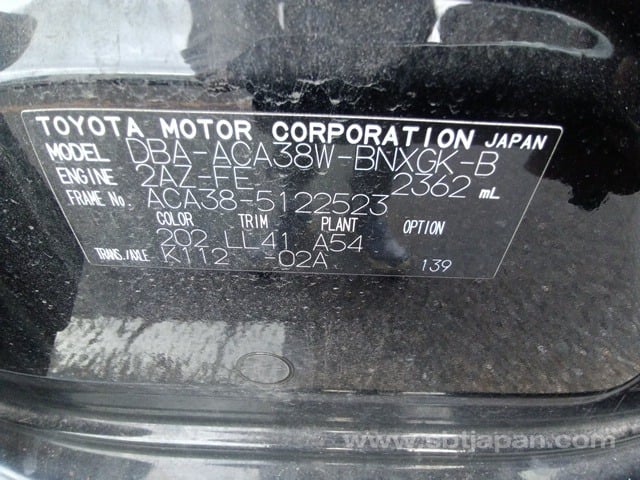 TOYOTA MOTOR CORPORATION JAPAN
MODEL DBA-ACA38W-BNXGK-B
ENGINE 2AZ-FE 2362 mL
FRAME No. ACA38-5122523
COLOR TRIM PLANT OPTION
202 LL41 A54
TRANS./AXLE K112 -02A 139
www.sbtjapan.com